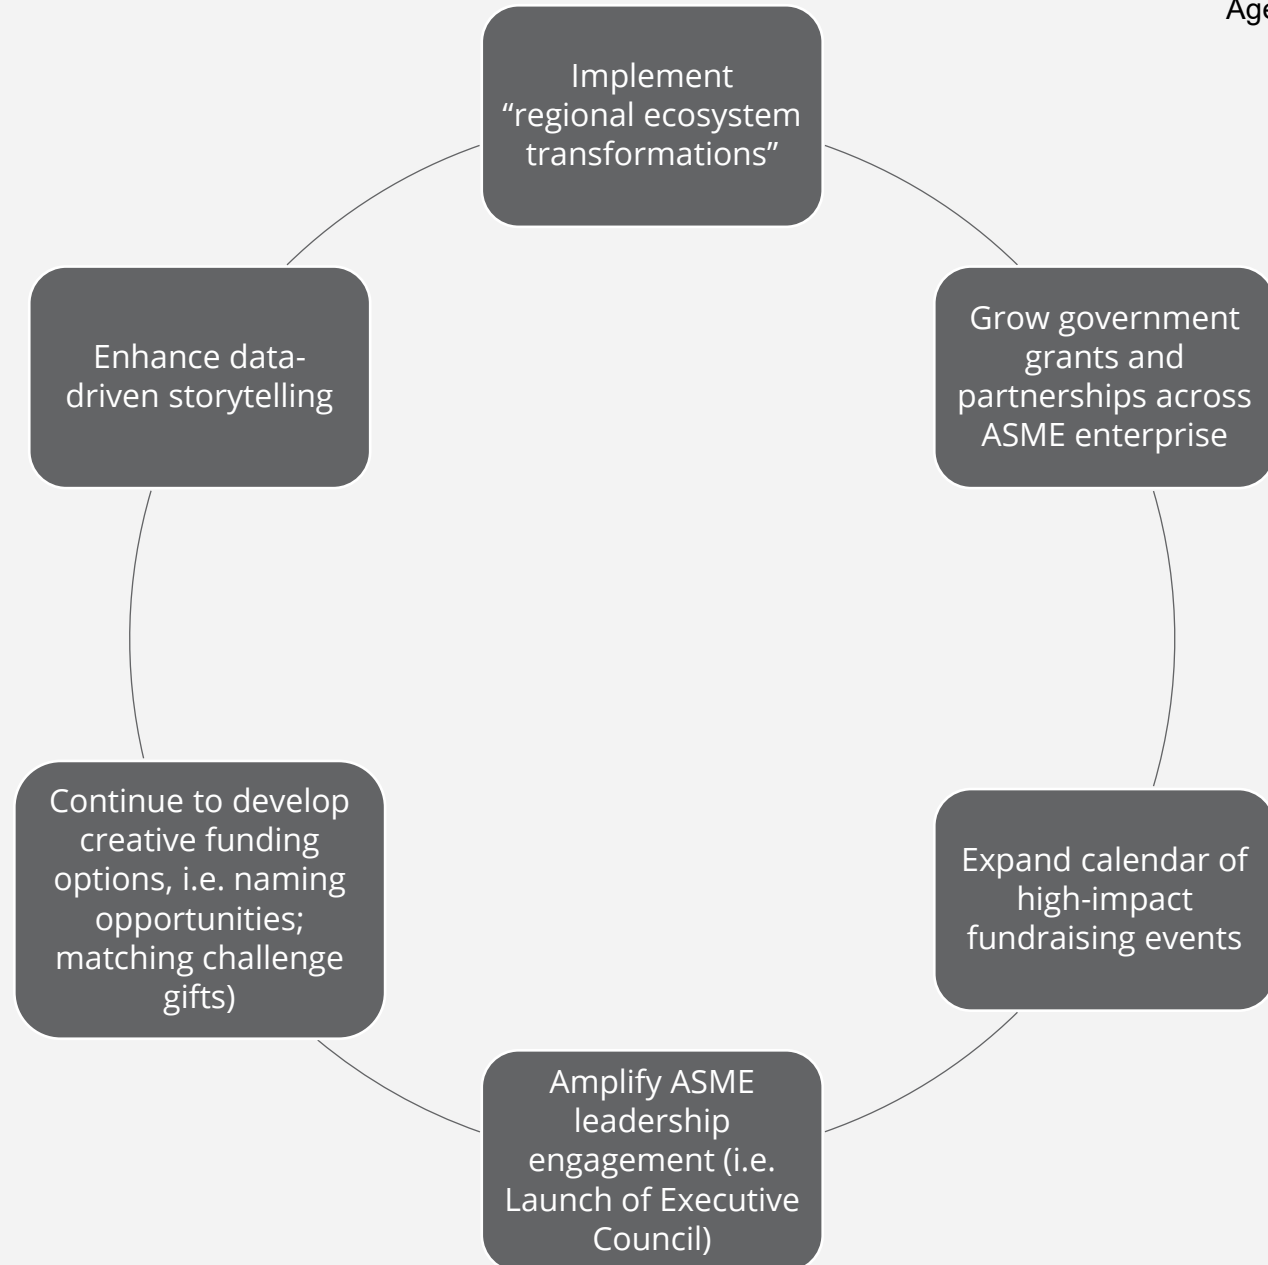 Age
Implement
“regional ecosystem
transformations”
Grow government
grants and
partnerships across
ASME enterprise
Expand calendar of
high-impact
fundraising events
Amplify ASME
leadership
engagement (i.e.
Launch of Executive
Council)
Continue to develop
creative funding
options, i.e. naming
opportunities;
matching challenge
gifts)
Enhance data-
driven storytelling